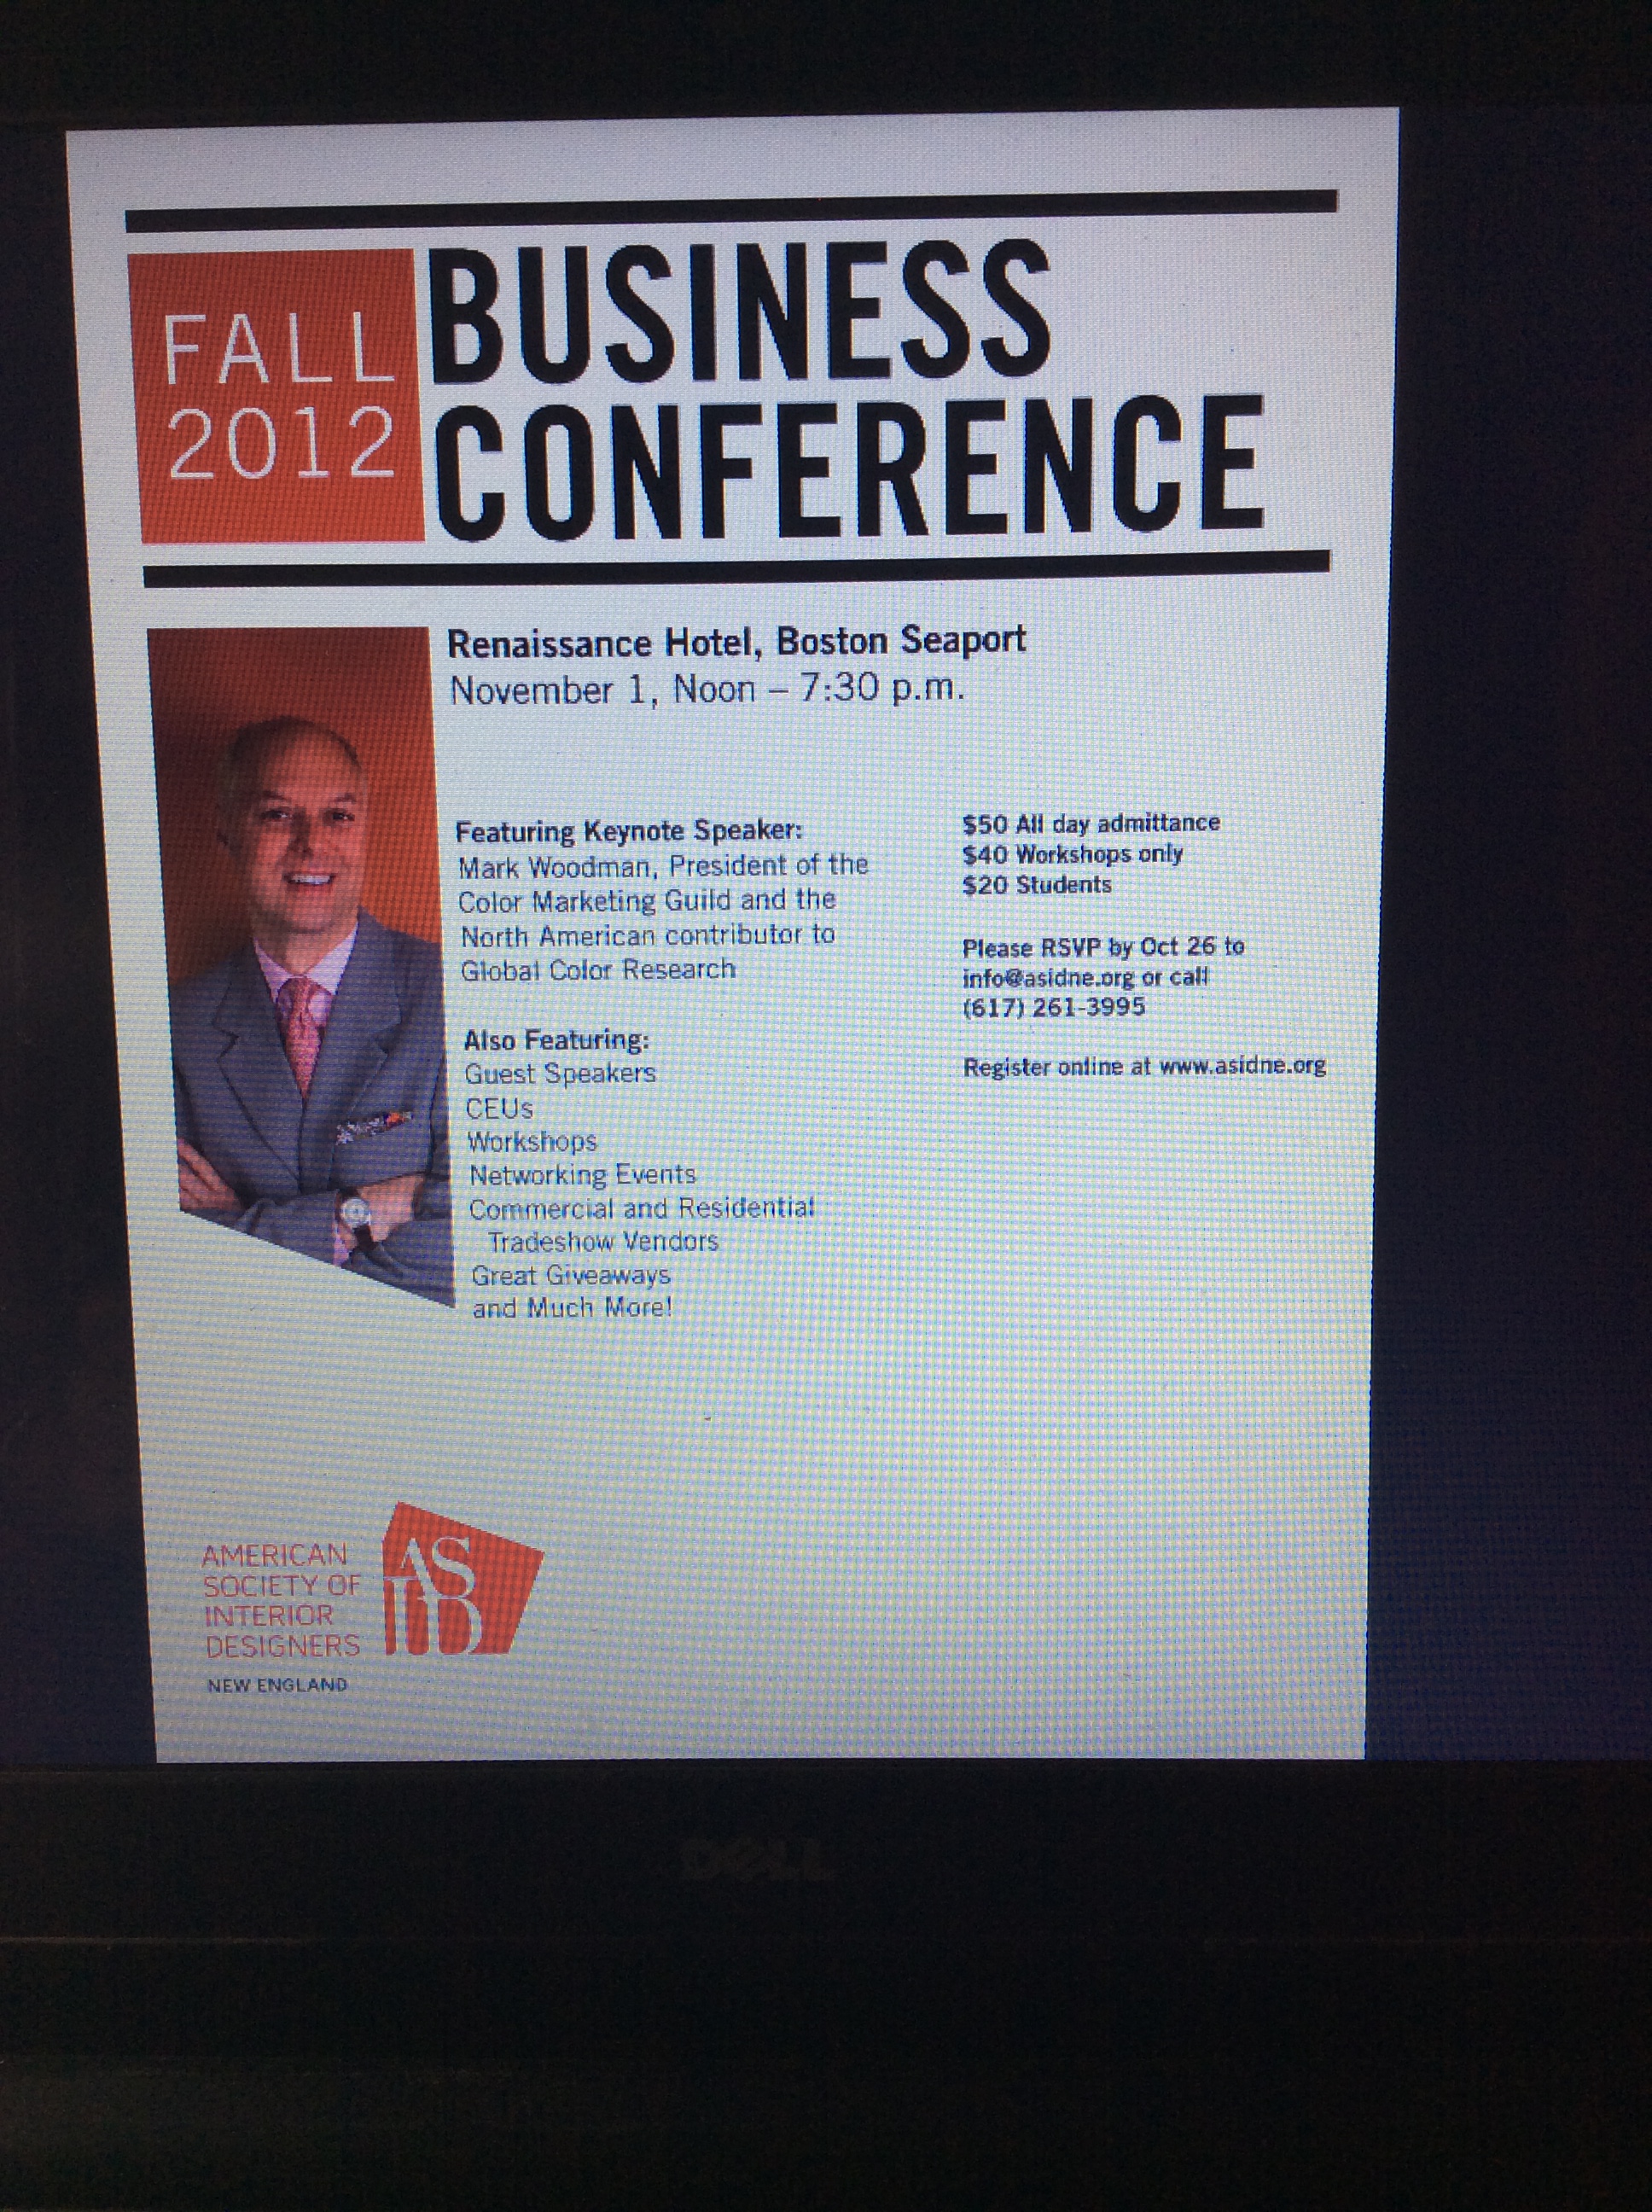 FALL
2012
BUSINESS
CONFERENCE
Renaissance Hotel, Boston Seaport
November 1, Noon – 7:30 p.m.
Featuring Keynote Speaker:
Mark Woodman, President of the
Color Marketing Guild and the
North American contributor to
Global Color Research
Also Featuring:
Guest Speakers
CEUs
Workshops
Networking Events
Commercial and Residential
Tradeshow Vendors
Great Giveaways
and Much More!
$50 All day admittance
$40 Workshops only
$20 Students
Please RSVP by Oct 26 to
info@asidne.org or call
(617) 261-3995
Register online at www.asidne.org
AMERICAN
SOCIETY OF
INTERIOR
DESIGNERS
NEW ENGLAND
AS
ID
DELL